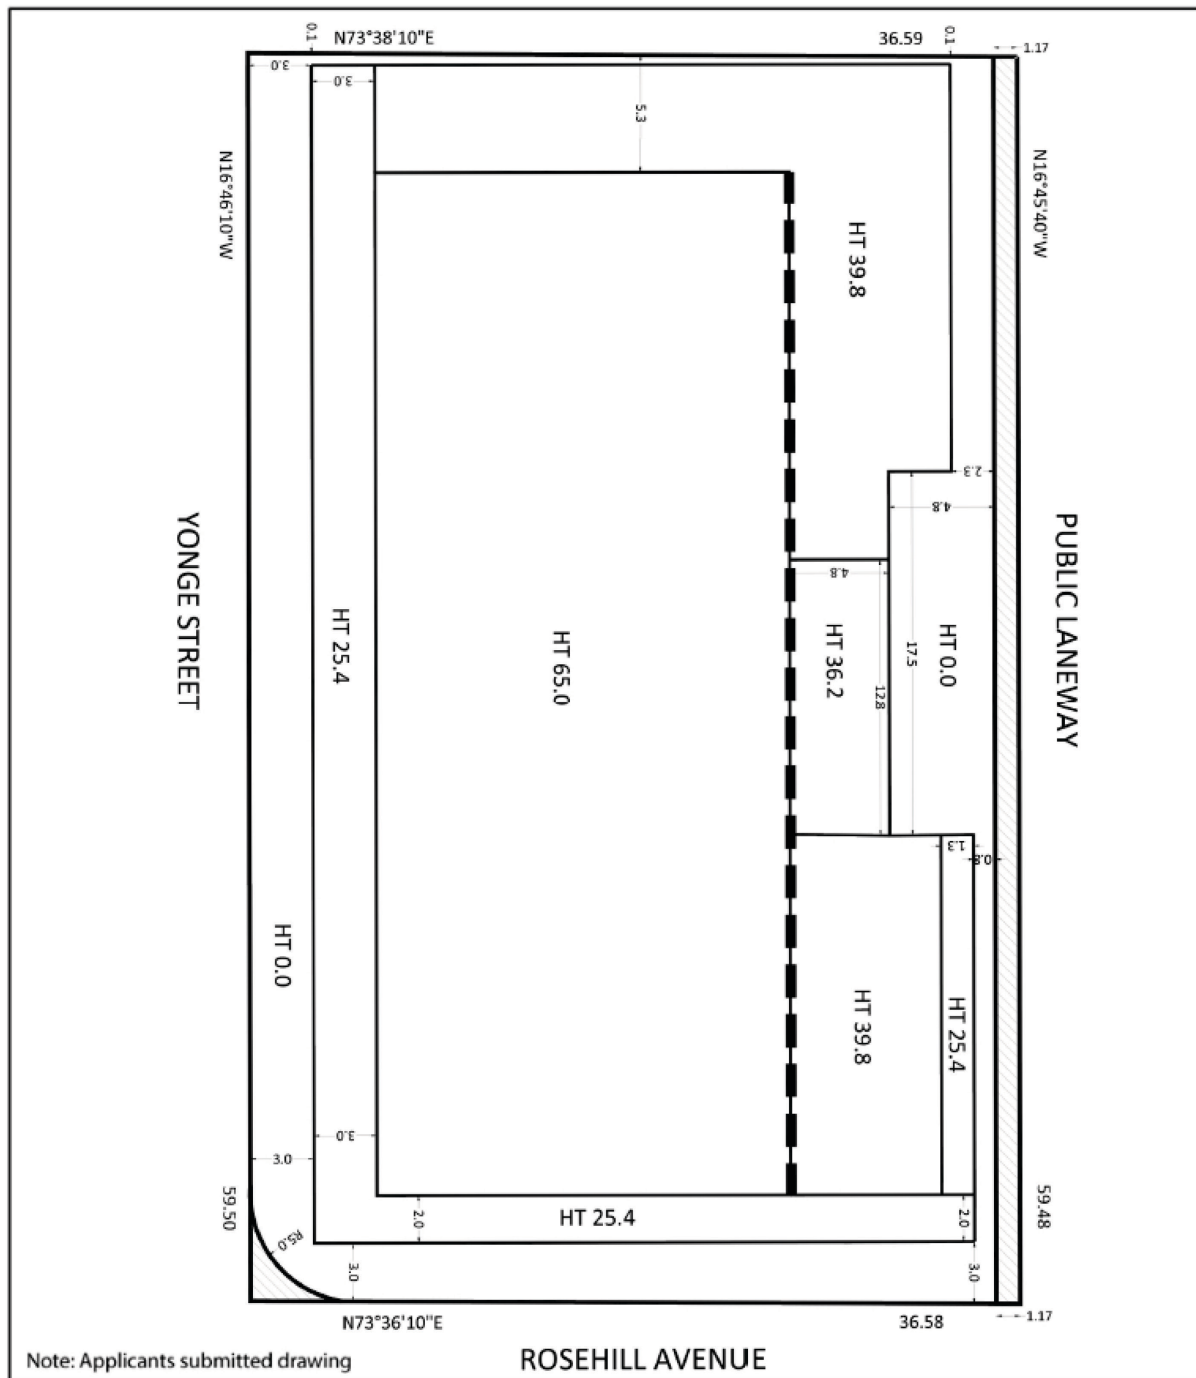 0.1
N73°38'10"E
36.59
0.1
1.17
3.0
3.0
5.3
N16°46'10"W
N16°45'40"W
HT 39.8
2.3
4.8
YONGE STREET
PUBLIC LANEWAY
4.8
HT 25.4
HT 65.0
HT 36.2
17.5
HT 0.0
12.8
1.3
0.8
HT 0.0
HT 39.8
HT 25.4
3.0
3.0
59.50
59.48
2.0
HT 25.4
2.0
R5.0
3.0
3.0
N73°36'10"E
36.58
1.17
Note: Applicants submitted drawing
ROSEHILL AVENUE